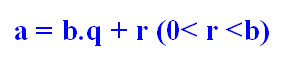 a = b.q + r (0< r <b)